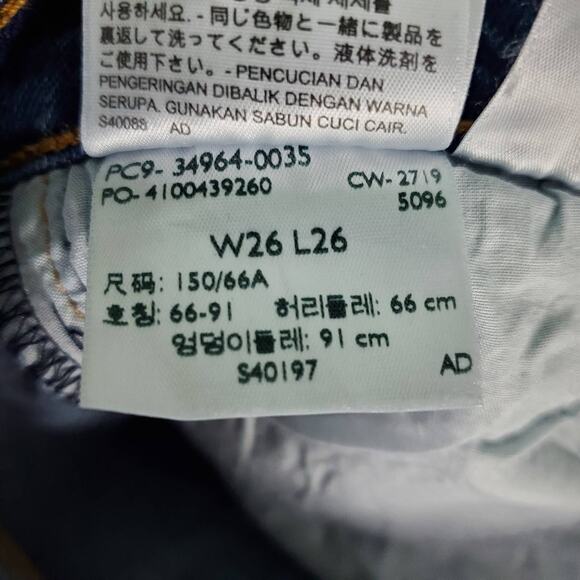 사용하세요. - 同じ色物と一緒に製品を
裏返して洗ってください。液体洗剤を
ご使用下さい。- PENCUCIAN DAN
PENGERINGAN DIBALIK DENGAN WARNA
SERUPA. GUNAKAN SABUN CUCI CAIR.
S40088 AD
PC9- 34964-0035
PO- 4100439260 CW- 2719
5096
W26 L26
尺码: 150/66A
호칭: 66-91 허리둘레: 66 cm
엉덩이둘레: 91 cm
S40197 AD